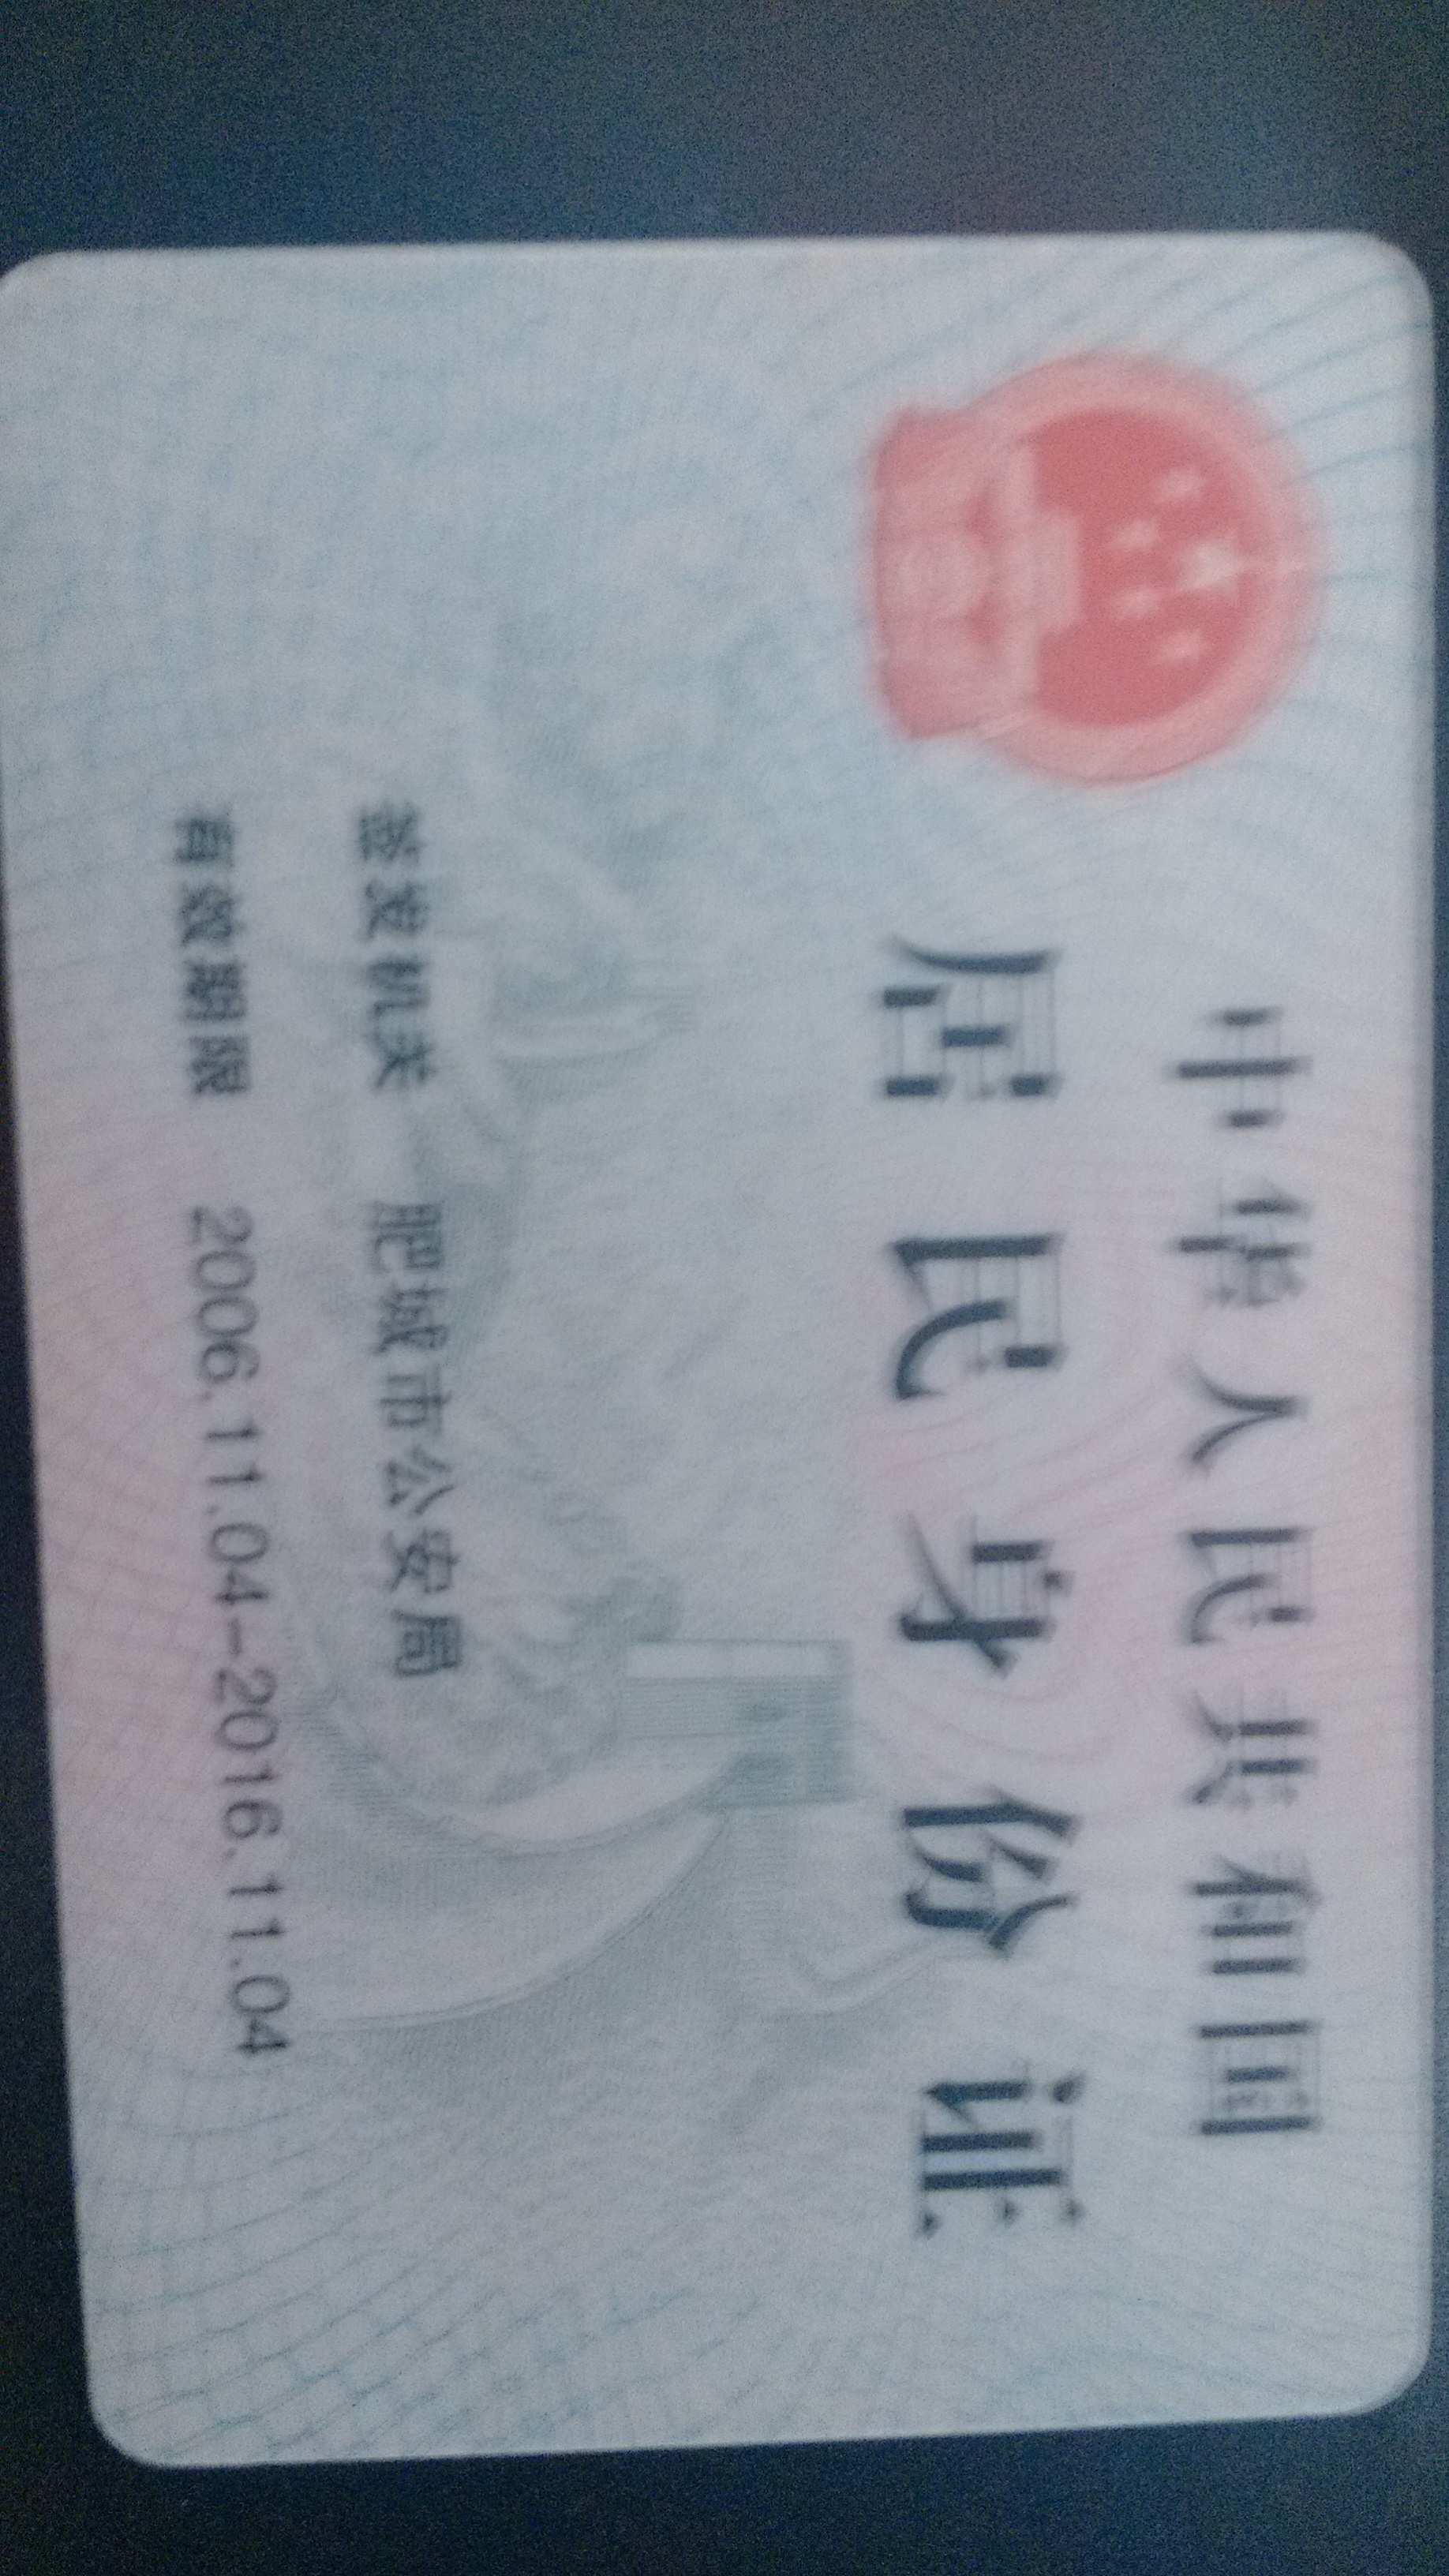 中华人民共和国
居民身份证
签发机关 肥城市公安局
有效期限 2006.11.04-2016.11.04